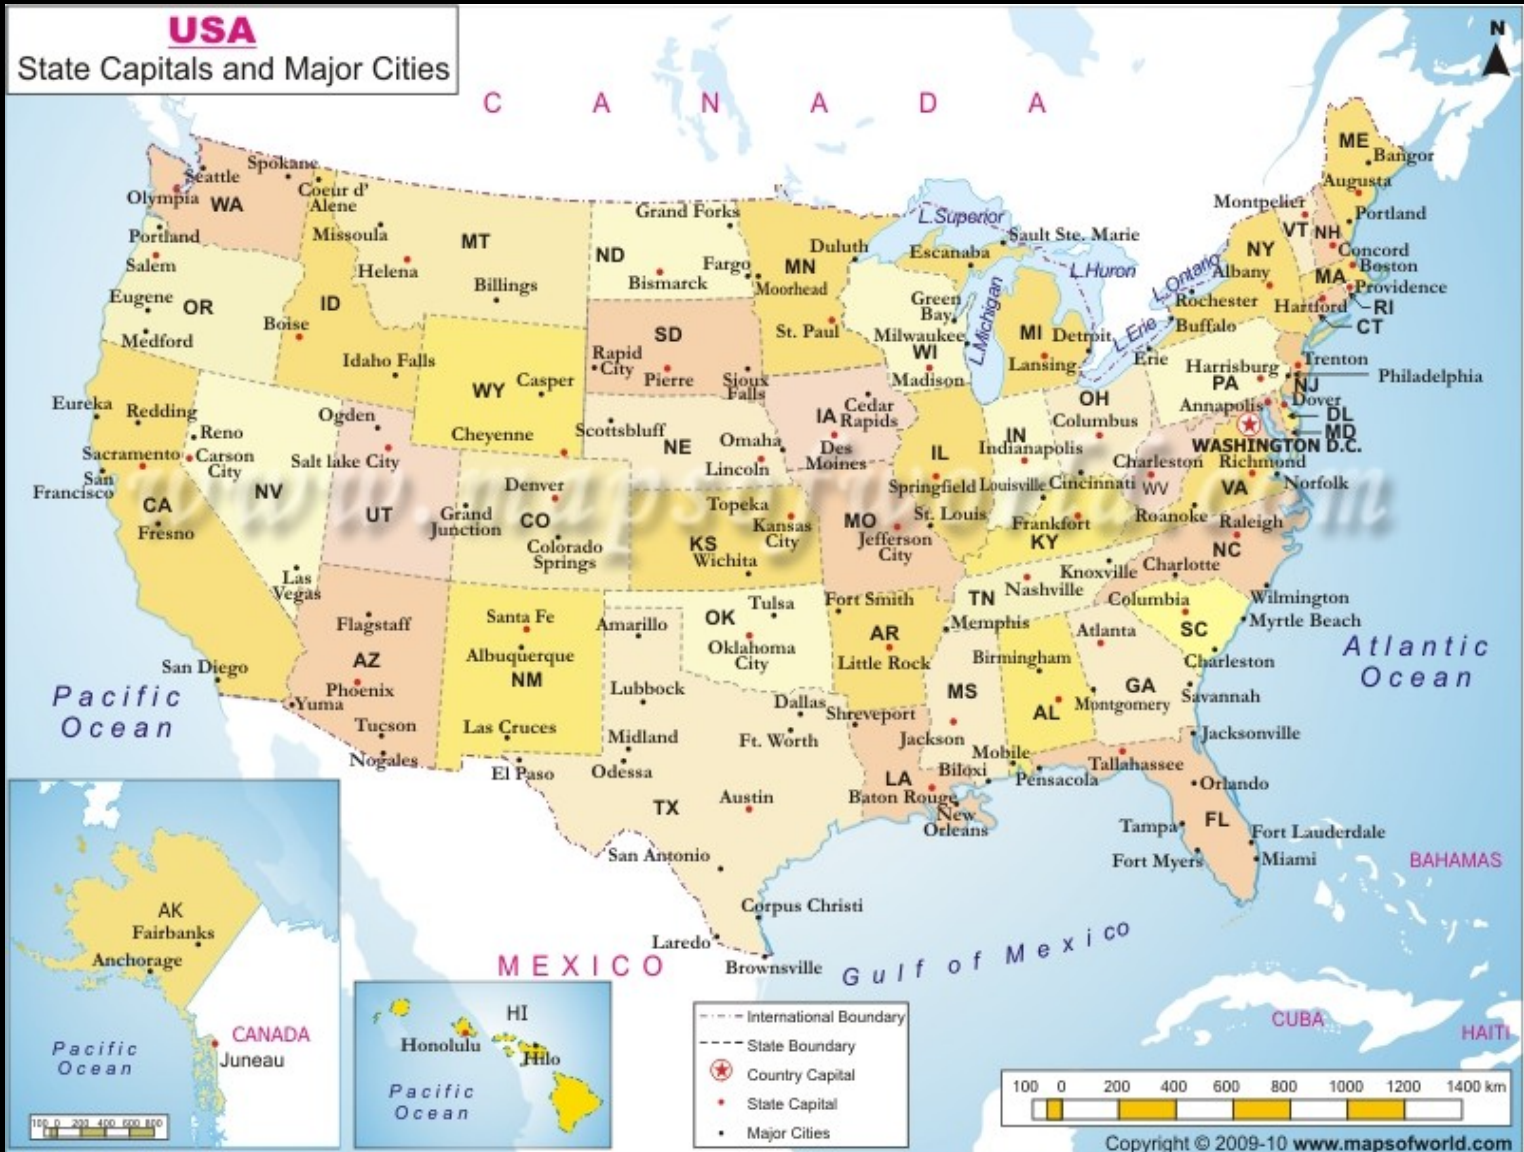 USA
State Capitals and Major Cities
N
C A N A D A
ME
Bangor
Augusta
Portland
Montpelier
VT
NH
Concord
Boston
MA
Providence
RI
Hartford
CT
NY
Albany
Rochester
Buffalo
L.Ontario
L.Erie
L.Huron
L.Superior
L.Michigan
Sault Ste. Marie
Escanaba
Seattle
Spokane
Olympia
WA
Coeur d'
Alene
Portland
Salem
Eugene
OR
Medford
Missoula
MT
Helena
Billings
ID
Boise
Idaho Falls
Grand Forks
ND
Fargo
Bismarck
Duluth
MN
Moorhead
St. Paul
Green
Bay
Milwaukee
WI
Madison
MI
Detroit
Lansing
Erie
Harrisburg
PA
Trenton
Philadelphia
NJ
Annapolis
Dover
DL
MD
WASHINGTON D.C.
SD
Rapid
City
Pierre
Sioux
Falls
WY
Casper
Cheyenne
Eureka
Redding
Reno
Carson
City
Sacramento
San
Francisco
CA
Fresno
NV
Las
Vegas
San Diego
Ogden
Salt lake City
UT
Scottsbluff
NE
Omaha
Lincoln
IA
Cedar
Rapids
Des
Moines
IL
Springfield
IN
Indianapolis
OH
Columbus
Cincinnati
Charleston
WV
Richmond
VA
Norfolk
Roanoke
www.mapsofworld.com
Denver
Grand
Junction
CO
Colorado
Springs
Topeka
Kansas
City
KS
Wichita
MO
St. Louis
Jefferson
City
Louisville
Frankfort
KY
Raleigh
NC
Charlotte
Wilmington
Knoxville
Nashville
TN
Memphis
Columbia
SC
Myrtle Beach
Charleston
Flagstaff
AZ
Phoenix
Yuma
Tucson
Nogales
Santa Fe
Albuquerque
NM
Las Cruces
Amarillo
OK
Tulsa
Oklahoma
City
Fort Smith
AR
Little Rock
Birmingham
AL
Montgomery
Mobile
Atlanta
GA
Savannah
MS
Jackson
Biloxi
Lubbock
Dallas
Ft. Worth
Midland
Odessa
El Paso
TX
Austin
San Antonio
Corpus Christi
Laredo
Brownsville
Shreveport
LA
Baton Rouge
New
Orleans
Pensacola
Tallahassee
Jacksonville
Orlando
FL
Tampa
Fort Lauderdale
Fort Myers
Miami
Pacific
Ocean
Atlantic
Ocean
Gulf of Mexico
MEXICO
BAHAMAS
CUBA
HAITI
AK
Fairbanks
Anchorage
CANADA
Juneau
Pacific
Ocean
100 0 200 400 600 800
HI
Honolulu
Hilo
Pacific
Ocean
International Boundary
State Boundary
Country Capital
State Capital
Major Cities
100 0 200 400 600 800 1000 1200 1400 km
Copyright © 2009-10 www.mapsofworld.com